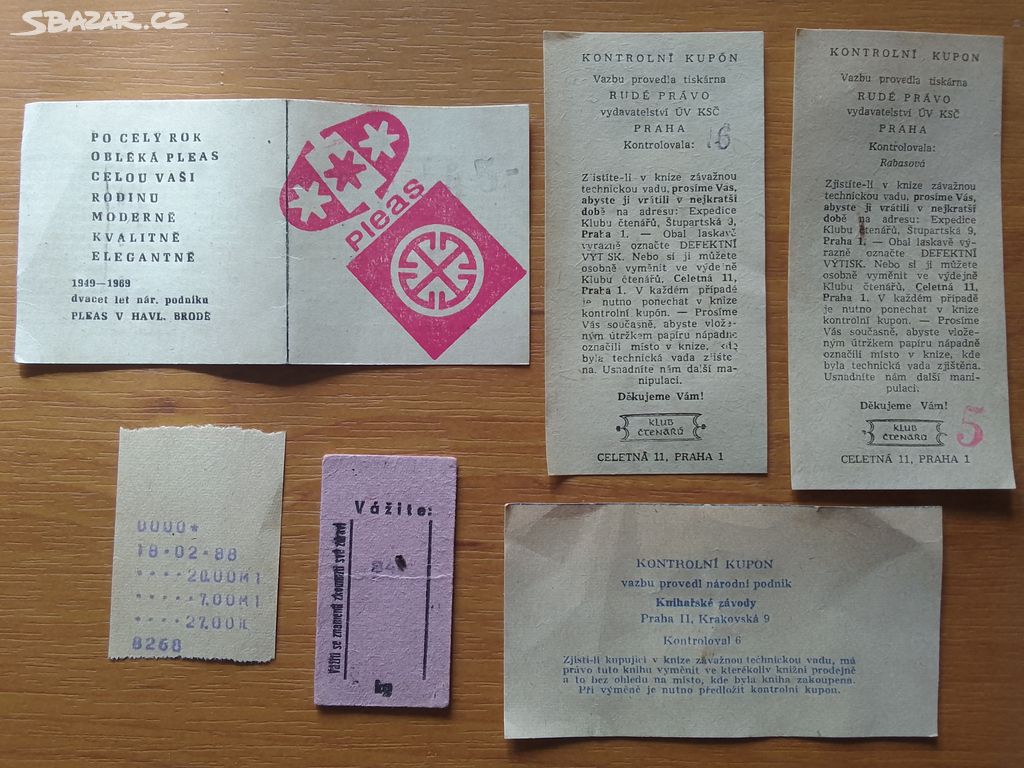 SBAZAR.CZ
PO CELÝ ROK
OBLÉKÁ PLEAS
CELOU VAŠI
RODINU
MODERNĚ
KVALITNĚ
ELEGANTNĚ
1949—1969
dvacet let nár. podniku
PLEAS V HAVL. BRODĚ
Pleas
KONTROLNÍ KUPÓN
Vazbu provedla tiskárna
RUDÉ PRÁVO
vydavatelství ÚV KSČ
PRAHA
Kontrolovala: 16
Zjistíte-li v knize závažnou
technickou vadu, prosíme Vás,
abyste ji vrátili v nejkratší
době na adresu: Expedice
Klubu čtenářů, Štupartská 9,
Praha 1. — Obal laskavě
výrazně označte DEFEKTNÍ
VÝTISK. Nebo si ji můžete
osobně vyměnit ve výdejně
Klubu čtenářů, Celetná 11,
Praha 1. V každém případě
je nutno ponechat v knize
kontrolní kupón. — Prosíme
Vás současně, abyste vlože-
ným útržkem papíru nápadně
označili místo v knize, kde
byla technická vada zjiště-
na. Usnadníte nám další ma-
nipulaci.
Děkujeme Vám!
KLUB
ČTENÁŘŮ
CELETNÁ 11, PRAHA 1
KONTROLNÍ KUPON
Vazbu provedla tiskárna
RUDÉ PRÁVO
vydavatelství ÚV KSČ
PRAHA
Kontrolovala:
Rabasová
Zjistíte-li v knize závažnou
technickou vadu, prosíme Vás,
abyste ji vrátili v nejkratší
době na adresu: Expedice
Klubu čtenářů, Štupartská 9,
Praha 1. — Obal laskavě vý-
razně označte DEFEKTNÍ
VÝTISK. Nebo si ji můžete
osobně vyměnit ve výdejně
Klubu čtenářů, Celetná 11,
Praha 1. V každém případě
je nutno ponechat v knize
kontrolní kupón. — Prosíme
Vás současně, abyste vlože-
ným útržkem papíru nápadně
označili místo v knize, kde
byla technická vada zjištěna.
Usnadníte nám další mani-
pulaci.
Děkujeme Vám!
KLUB
ČTENÁŘŮ
5
CELETNÁ 11, PRAHA 1
0000*
18·02·88
····20.00M1
····7.00M1
····27.00
8268
Vážíte:
84
kg
Vážiti se znamená zkoumati své zdraví
KONTROLNÍ KUPON
vazbu provedl národní podnik
Knihařské závody
Praha II, Krakovská 9
Kontroloval 6
Zjistí-li kupující v knize závažnou technickou vadu, má
právo tuto knihu vyměnit ve kterékoliv knižní prodejně
a to bez ohledu na místo, kde byla kniha zakoupena.
Při výměně je nutno předložit kontrolní kupon.